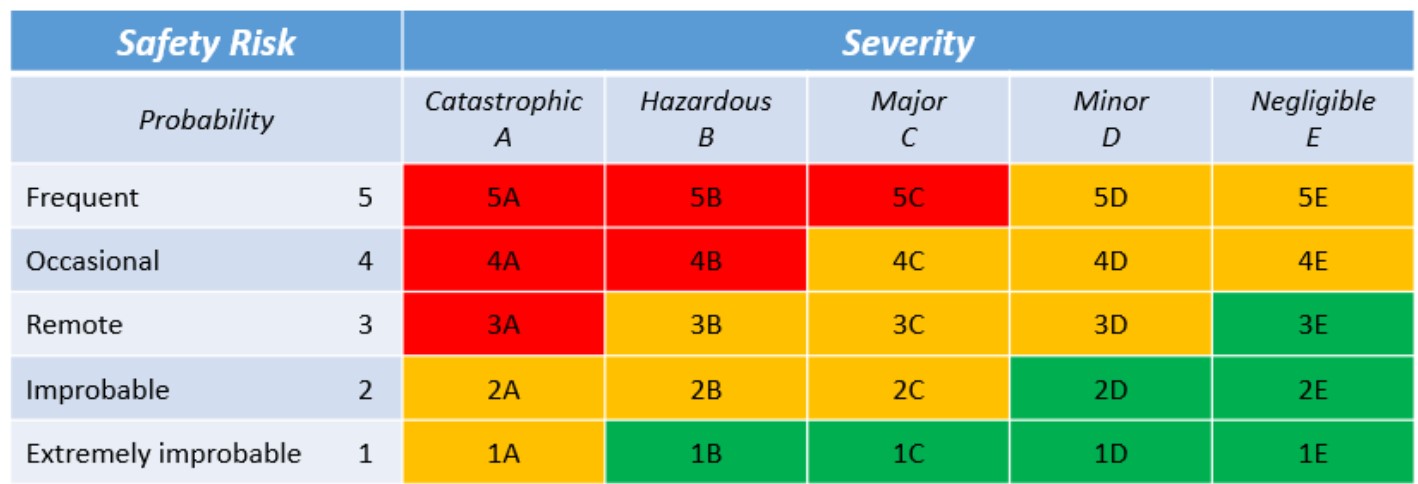 Safety Risk Severity
Probability Catastrophic A Hazardous B Major C Minor D Negligible E
Frequent 5 5A 5B 5C 5D 5E
Occasional 4 4A 4B 4C 4D 4E
Remote 3 3A 3B 3C 3D 3E
Improbable 2 2A 2B 2C 2D 2E
Extremely improbable 1 1A 1B 1C 1D 1E